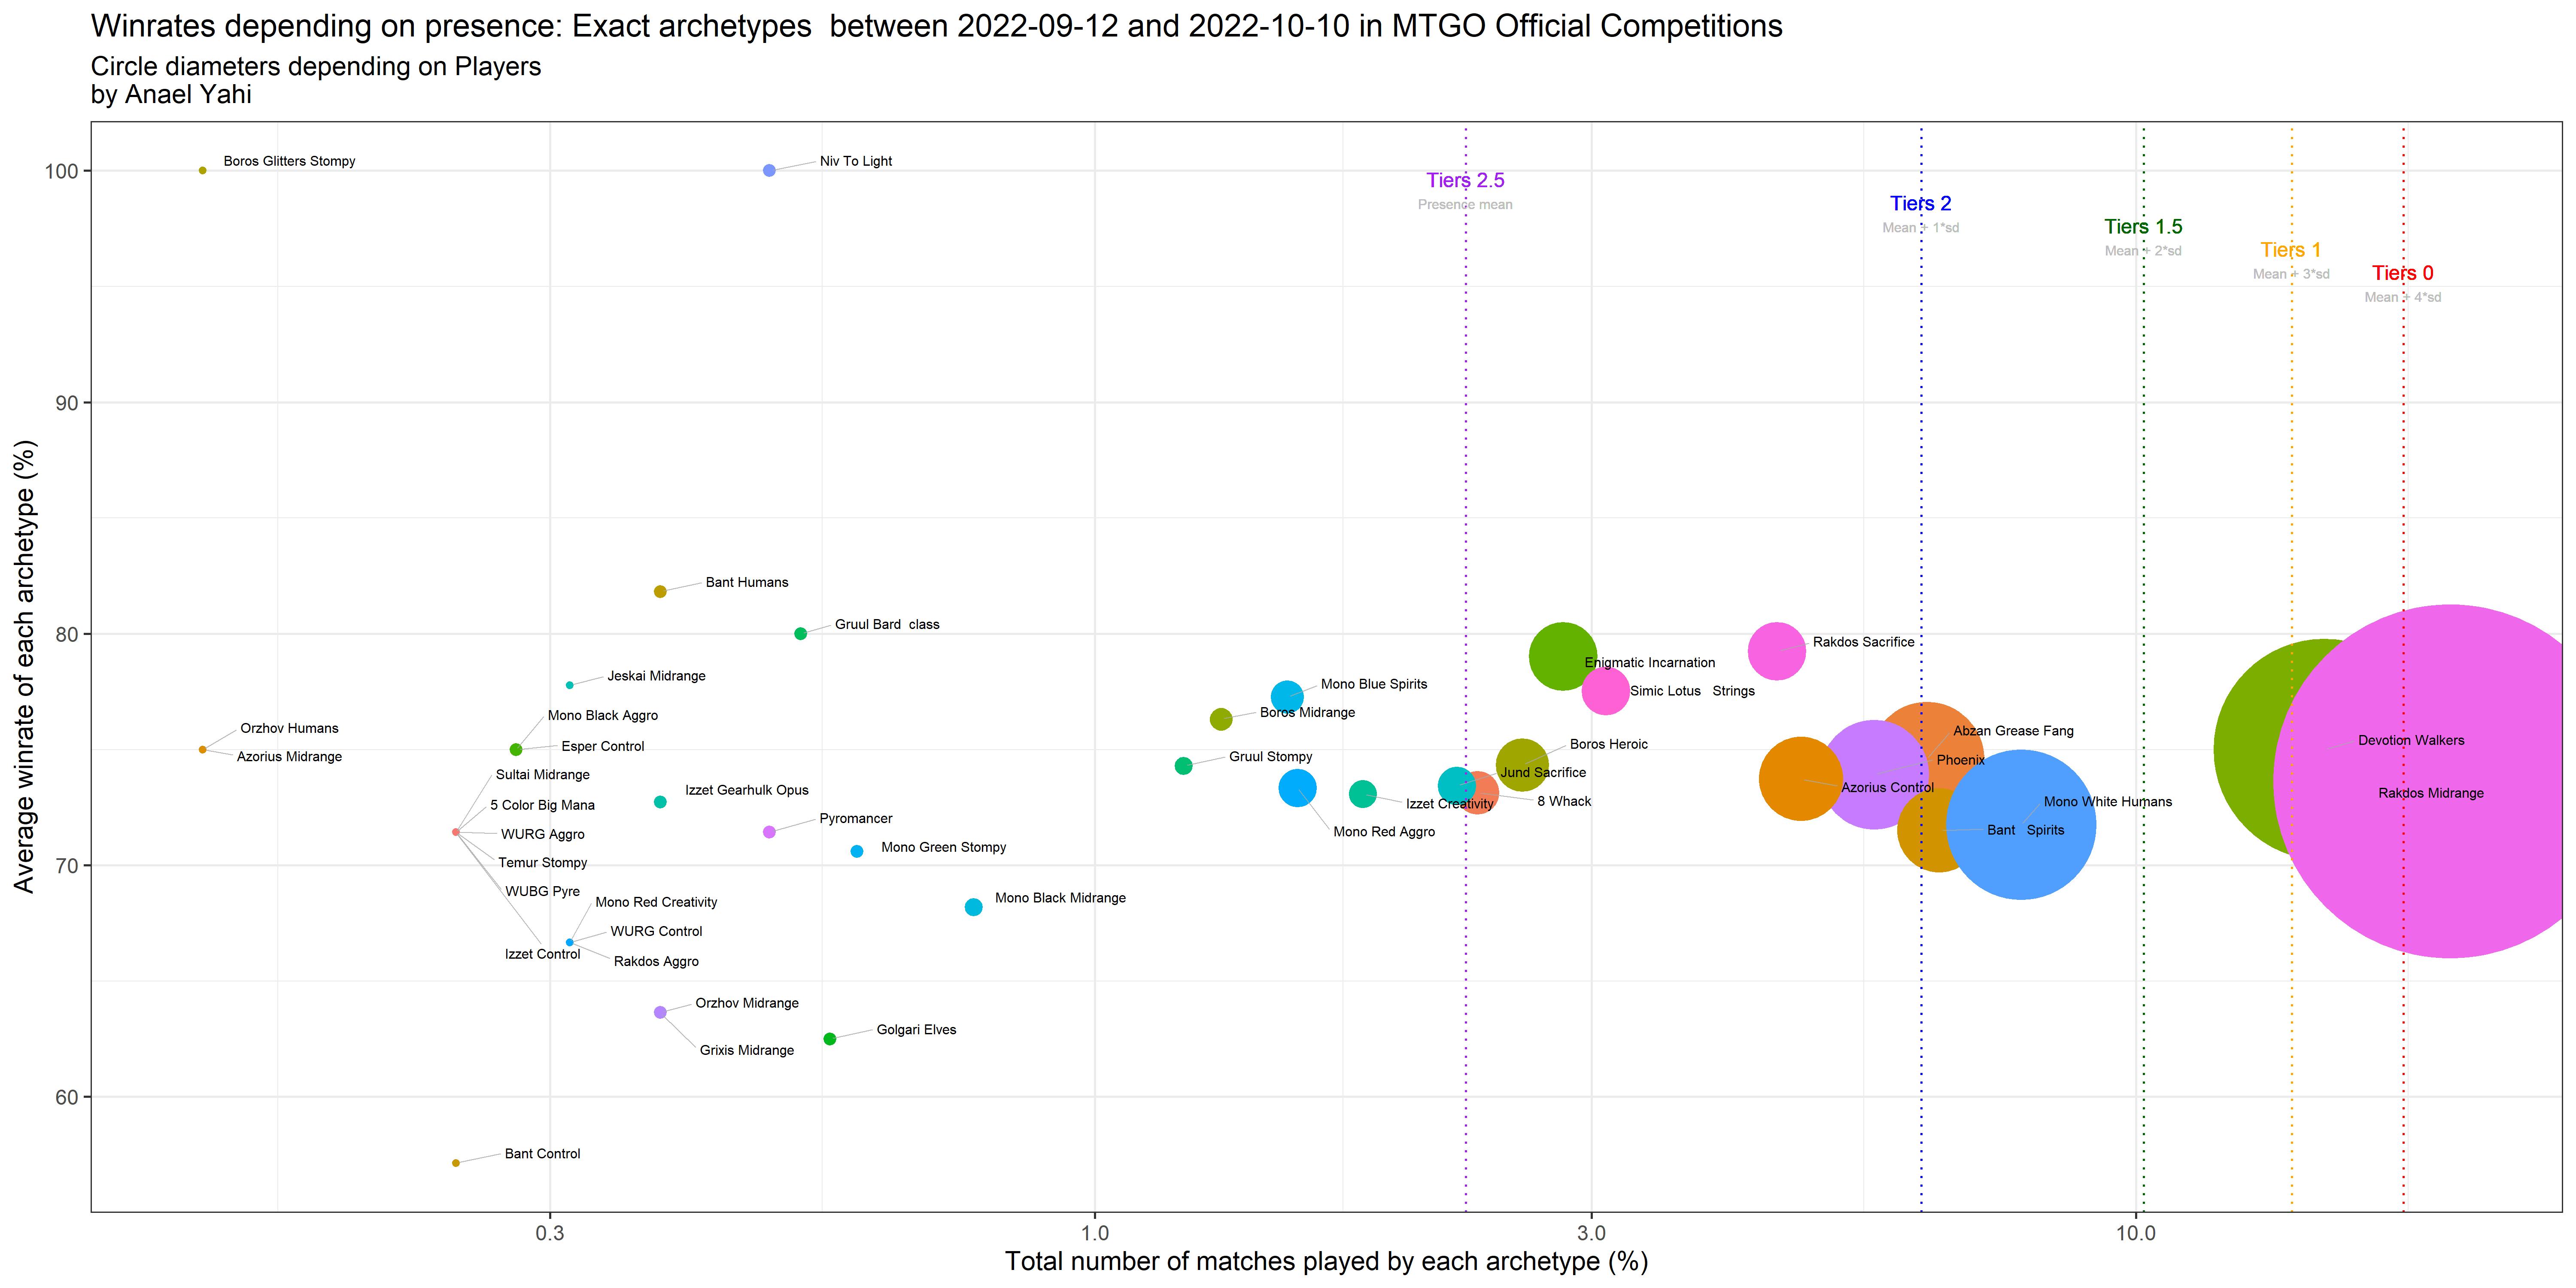 Winrates depending on presence: Exact archetypes  between 2022-09-12 and 2022-10-10 in MTGO Official Competitions
Circle diameters depending on Players
by Anael Yahi
Average winrate of each archetype (%)
100
90
80
70
60
Boros Glitters Stompy
Niv To Light
Tiers 2.5
Presence mean
Tiers 2
Mean + 1*sd
Tiers 1.5
Mean + 2*sd
Tiers 1
Mean + 3*sd
Tiers 0
Mean + 4*sd
Bant Humans
Gruul Bard  class
Rakdos Sacrifice
Enigmatic Incarnation
Jeskai Midrange
Mono Blue Spirits
Simic Lotus   Strings
Mono Black Aggro
Boros Midrange
Orzhov Humans
Abzan Grease Fang
Devotion Walkers
Esper Control
Boros Heroic
Azorius Midrange
Gruul Stompy
Phoenix
Sultai Midrange
Jund Sacrifice
Izzet Gearhulk Opus
Azorius Control
Rakdos Midrange
5 Color Big Mana
Izzet Creativity
8 Whack
Mono White Humans
Pyromancer
WURG Aggro
Mono Red Aggro
Bant   Spirits
Mono Green Stompy
Temur Stompy
WUBG Pyre
Mono Black Midrange
Mono Red Creativity
WURG Control
Izzet Control
Rakdos Aggro
Orzhov Midrange
Golgari Elves
Grixis Midrange
Bant Control
0.3
1.0
3.0
10.0
Total number of matches played by each archetype (%)